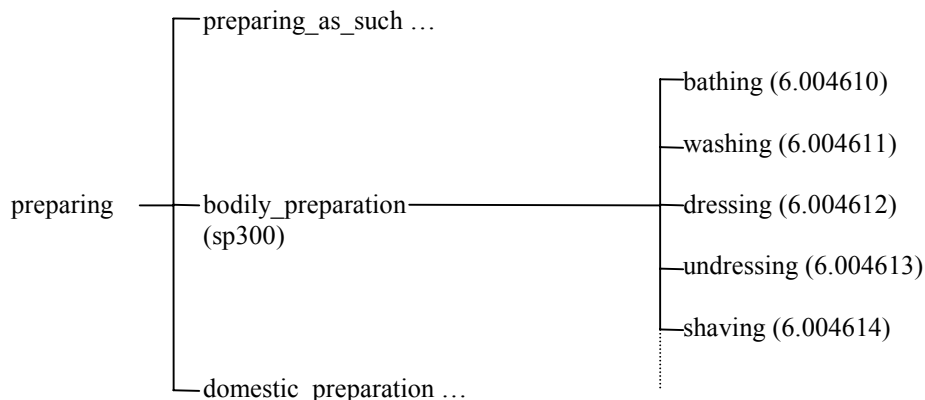 preparing_as_such …
bathing (6.004610)
washing (6.004611)
preparing
bodily_preparation
(sp300)
dressing (6.004612)
undressing (6.004613)
shaving (6.004614)
domestic_preparation …